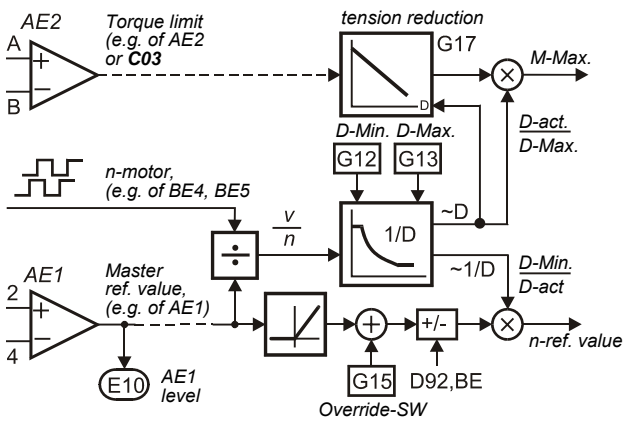 AE2
Torque limit
(e.g. of AE2
or C03
tension reduction
G17
M-Max.
A
+
B
−
D
×
D-Min. D-Max.
D-act.
D-Max.
G12
G13
n-motor,
(e.g. of BE4, BE5
v
n
÷
1/D
~D
~1/D
D-Min.
D-act
AE1
Master
ref. value,
(e.g. of AE1)
2
+
4
−
+
+/-
×
n-ref. value
E10
AE1
level
G15
D92,BE
Override-SW